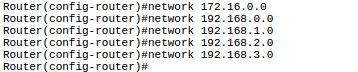 Router(config-router)#network 172.16.0.0
Router(config-router)#network 192.168.0.0
Router(config-router)#network 192.168.1.0
Router(config-router)#network 192.168.2.0
Router(config-router)#network 192.168.3.0
Router(config-router)#